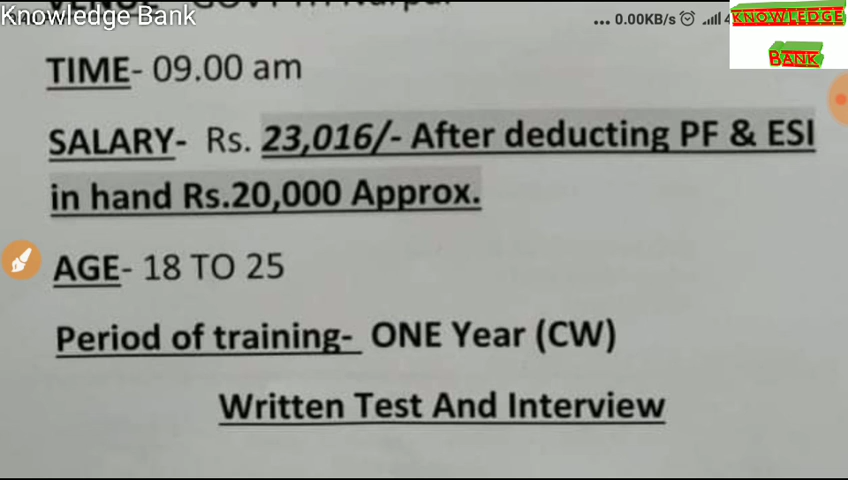 Knowledge Bank
... 0.00KB/s
KNOWLEDGE
BANK
TIME- 09.00 am
SALARY- Rs. 23,016/- After deducting PF & ESI
in hand Rs.20,000 Approx.
AGE- 18 TO 25
Period of training- ONE Year (CW)
Written Test And Interview